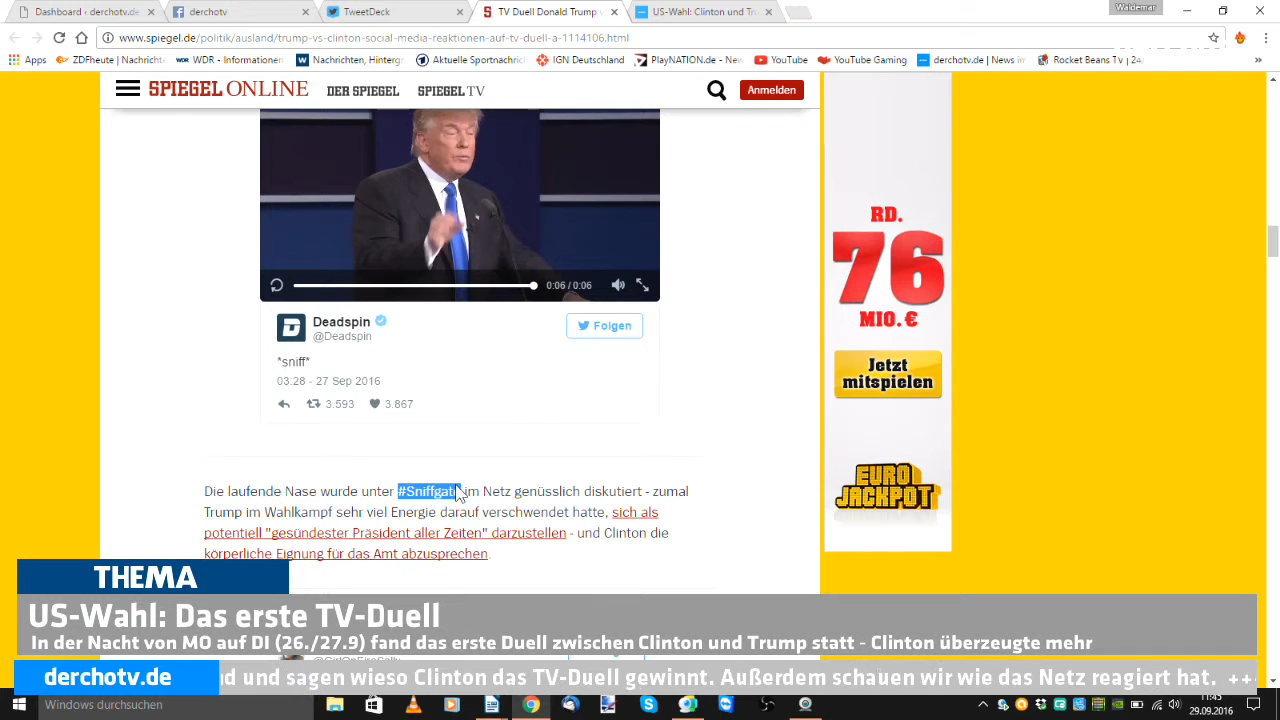 Dashboard ‹ derchotv.de
derchotv
TweetDeck
TV Duell Donald Trump v
US-Wahl: Clinton und Tru
Waldemar
www.spiegel.de/politik/ausland/trump-vs-clinton-social-media-reaktionen-auf-tv-duell-a-1114106.html
Apps
ZDFheute | Nachrichte
WDR - Informationen
Nachrichten, Hinterg
Aktuelle Sportnachric
IGN Deutschland
PlayNATION.de - New
YouTube
YouTube Gaming
derchotv.de | News im
Rocket Beans TV | 24/
»
SPIEGEL ONLINE
DER SPIEGEL
SPIEGEL TV
Anmelden
0:06 / 0:06
Deadspin
@Deadspin
Folgen
*sniff*
03:28 - 27 Sep 2016
3.593
3.867
RD.
76
MIO. €
Jetzt
mitspielen
EURO
JACKPOT
Die laufende Nase wurde unter #Sniffgate im Netz genüsslich diskutiert - zumal
Trump im Wahlkampf sehr viel Energie darauf verschwendet hatte, sich als
potentiell "gesündester Präsident aller Zeiten" darzustellen - und Clinton die
körperliche Eignung für das Amt abzusprechen.
THEMA
US-Wahl: Das erste TV-Duell
In der Nacht von MO auf DI (26./27.9) fand das erste Duell zwischen Clinton und Trump statt - Clinton überzeugte mehr
derchotv.de
nd und sagen wieso Clinton das TV-Duell gewinnt. Außerdem schauen wir wie das Netz reagiert hat. ++
Windows durchsuchen
11:45
29.09.2016